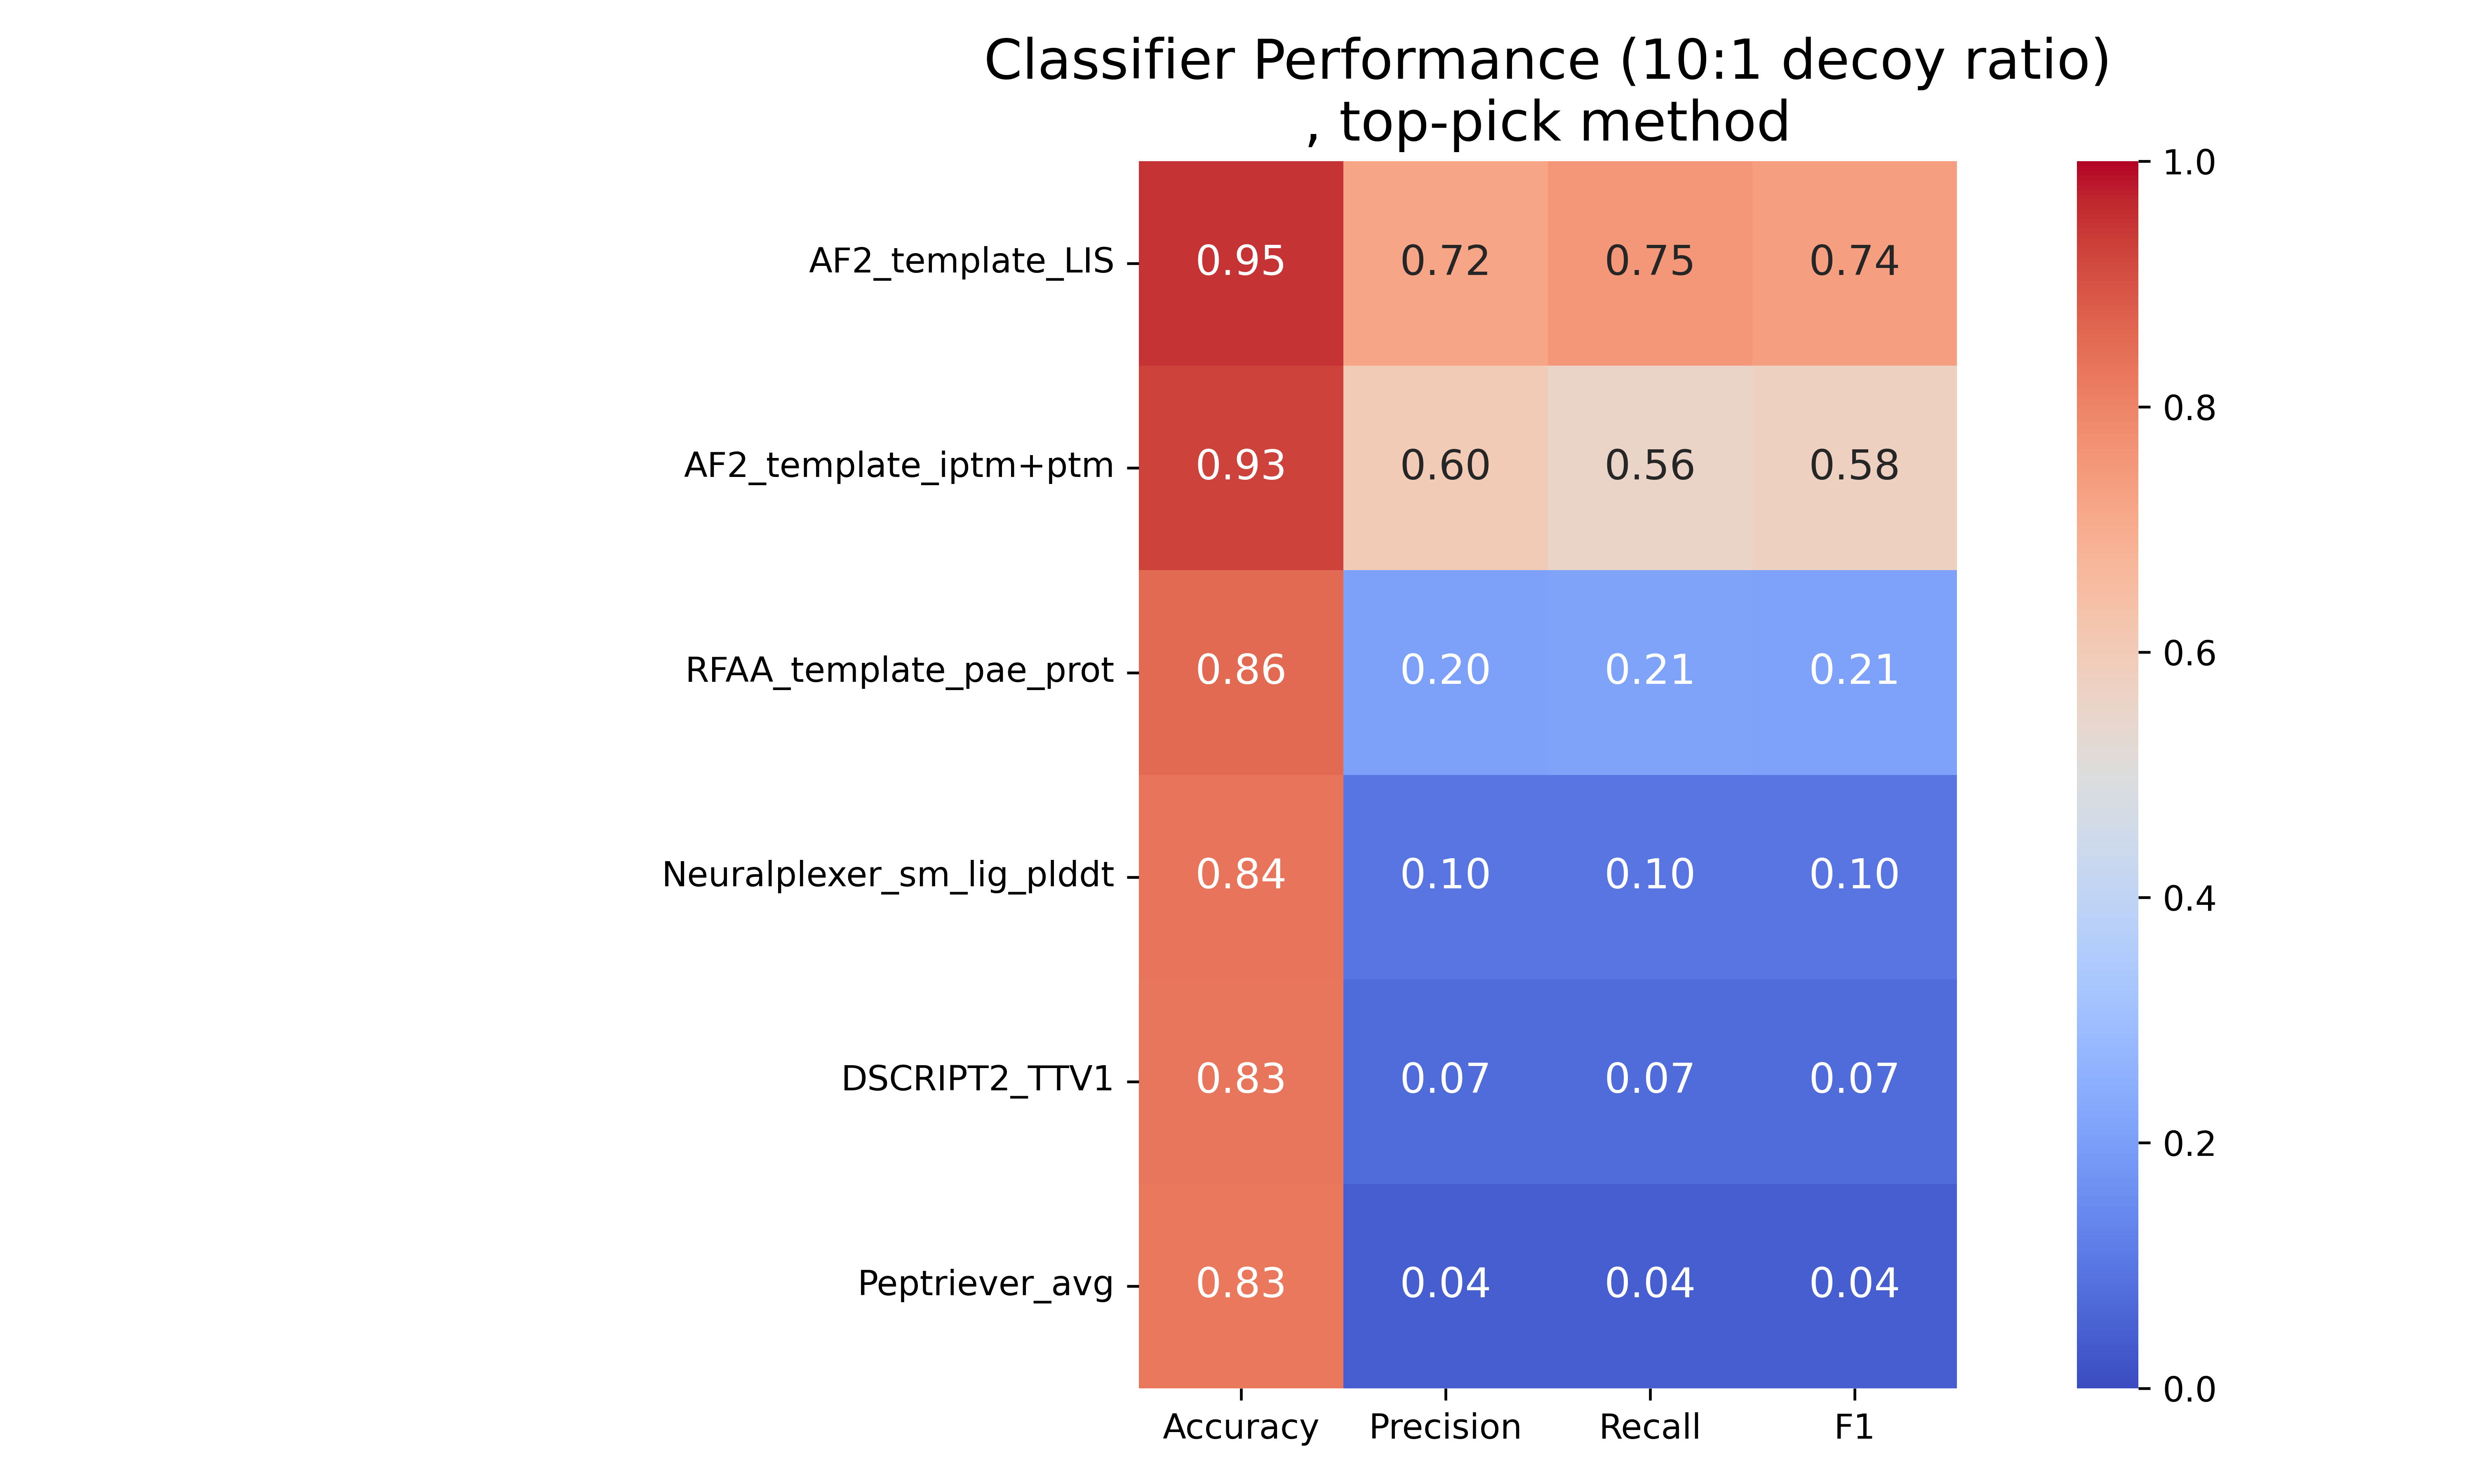 Classifier Performance (10:1 decoy ratio)
, top-pick method
AF2_template_LIS 0.95 0.72 0.75 0.74
AF2_template_iptm+ptm 0.93 0.60 0.56 0.58
RFAA_template_pae_prot 0.86 0.20 0.21 0.21
Neuralplexer_sm_lig_plddt 0.84 0.10 0.10 0.10
DSCRIPT2_TTV1 0.83 0.07 0.07 0.07
Peptriever_avg 0.83 0.04 0.04 0.04
Accuracy Precision Recall F1
1.0
0.8
0.6
0.4
0.2
0.0